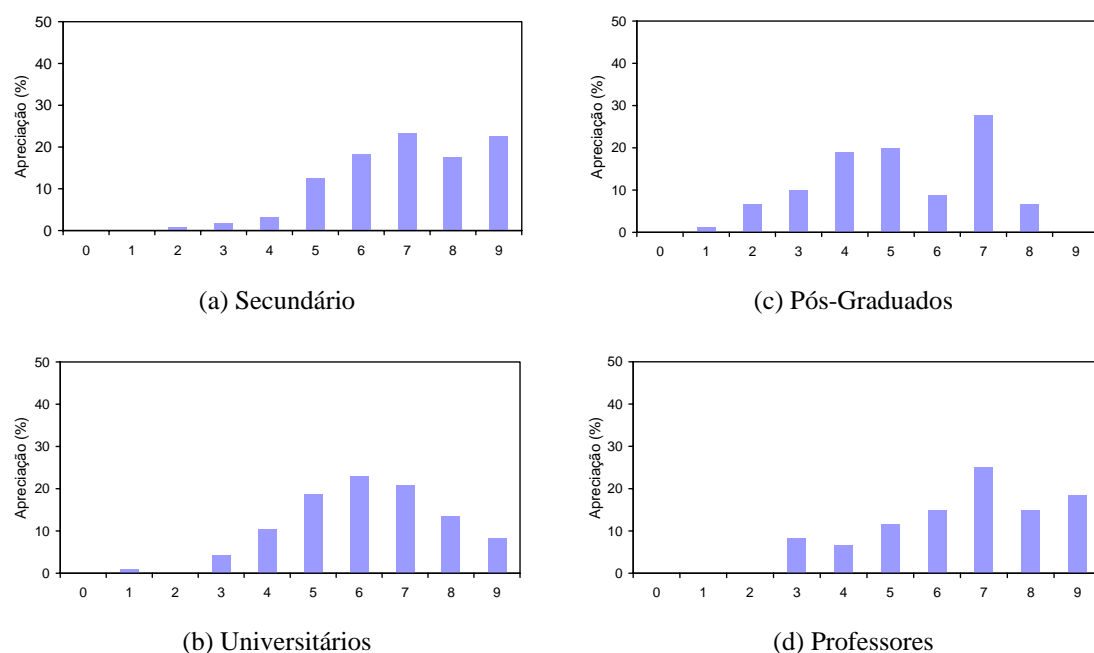 50
40
30
20
10
0
Apreciação (%)
0 1 2 3 4 5 6 7 8 9
(a) Secundário
50
40
30
20
10
0
Apreciação (%)
0 1 2 3 4 5 6 7 8 9
(c) Pós-Graduados
50
40
30
20
10
0
Apreciação (%)
0 1 2 3 4 5 6 7 8 9
(b) Universitários
50
40
30
20
10
0
Apreciação (%)
0 1 2 3 4 5 6 7 8 9
(d) Professores